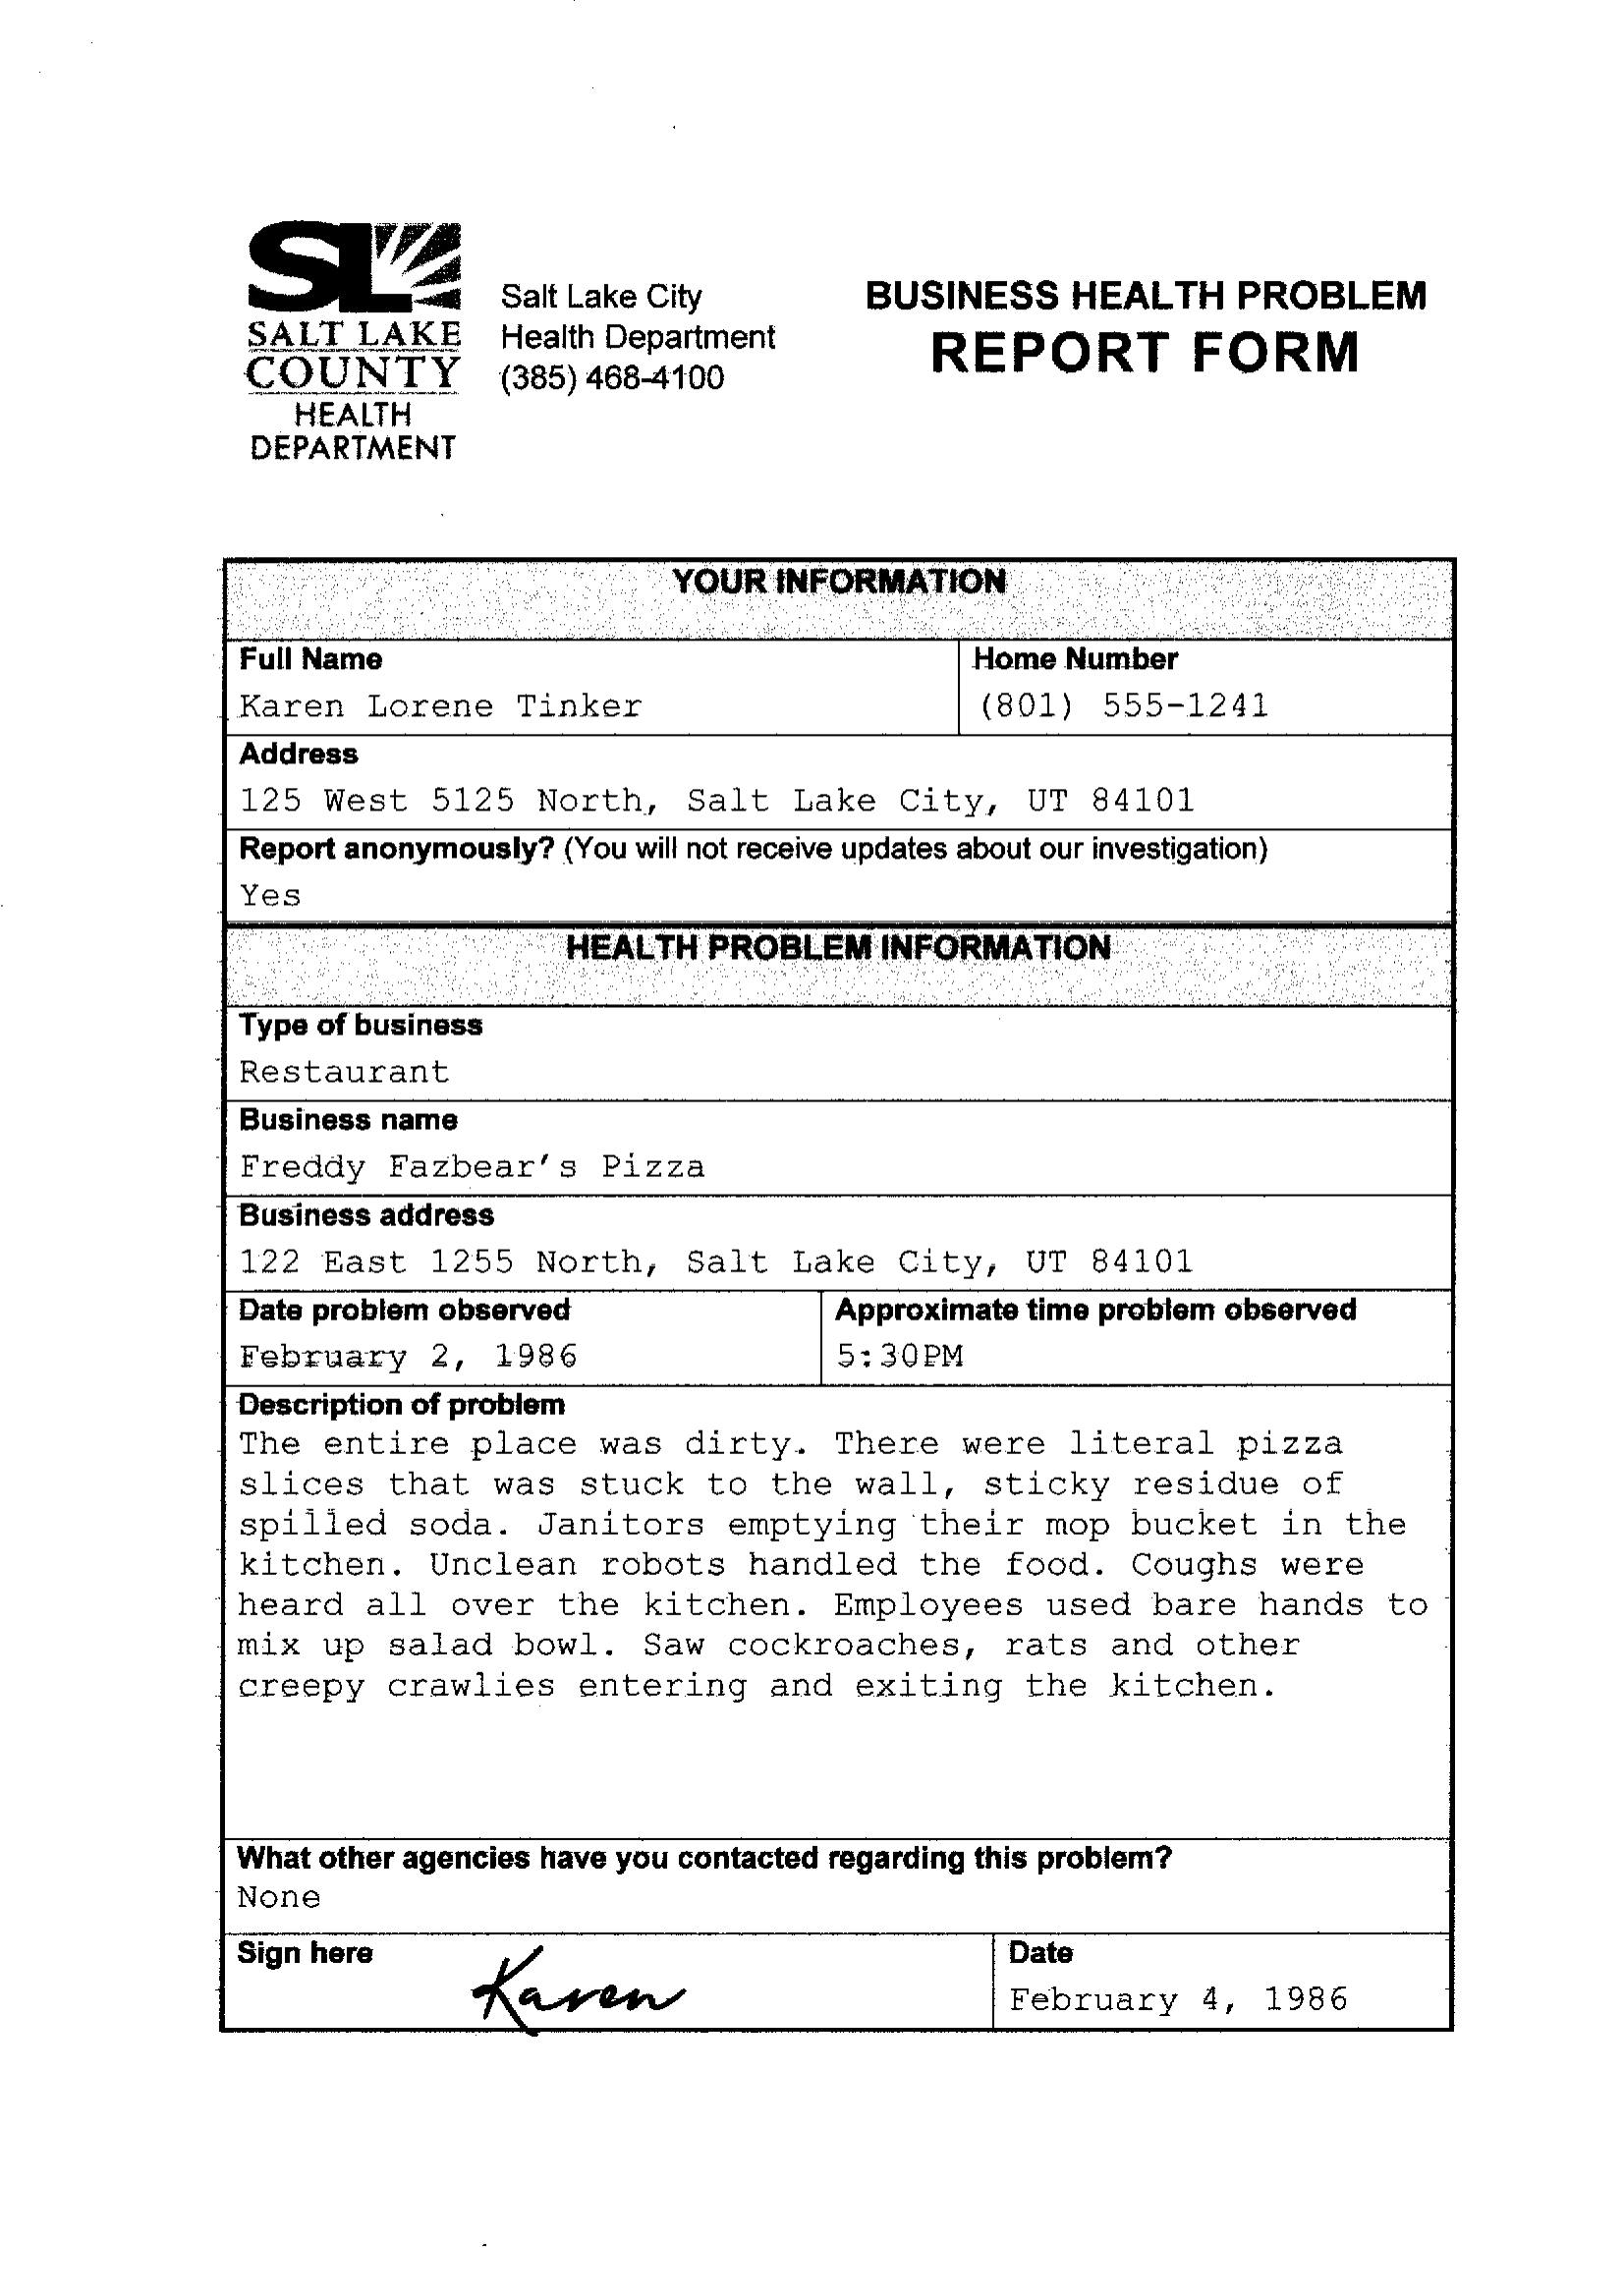 SL
SALT LAKE
COUNTY
HEALTH
DEPARTMENT
Salt Lake City
Health Department
(385) 468-4100
BUSINESS HEALTH PROBLEM
REPORT FORM
YOUR INFORMATION
Full Name
Karen Lorene Tinker
Home Number
(801) 555-1241
Address
125 West 5125 North, Salt Lake City, UT 84101
Report anonymously? (You will not receive updates about our investigation)
Yes
HEALTH PROBLEM INFORMATION
Type of business
Restaurant
Business name
Freddy Fazbear's Pizza
Business address
122 East 1255 North, Salt Lake City, UT 84101
Date problem observed
February 2, 1986
Approximate time problem observed
5:30PM
Description of problem
The entire place was dirty. There were literal pizza
slices that was stuck to the wall, sticky residue of
spilled soda. Janitors emptying their mop bucket in the
kitchen. Unclean robots handled the food. Coughs were
heard all over the kitchen. Employees used bare hands to
mix up salad bowl. Saw cockroaches, rats and other
creepy crawlies entering and exiting the kitchen.
What other agencies have you contacted regarding this problem?
None
Sign here
Karen
Date
February 4, 1986